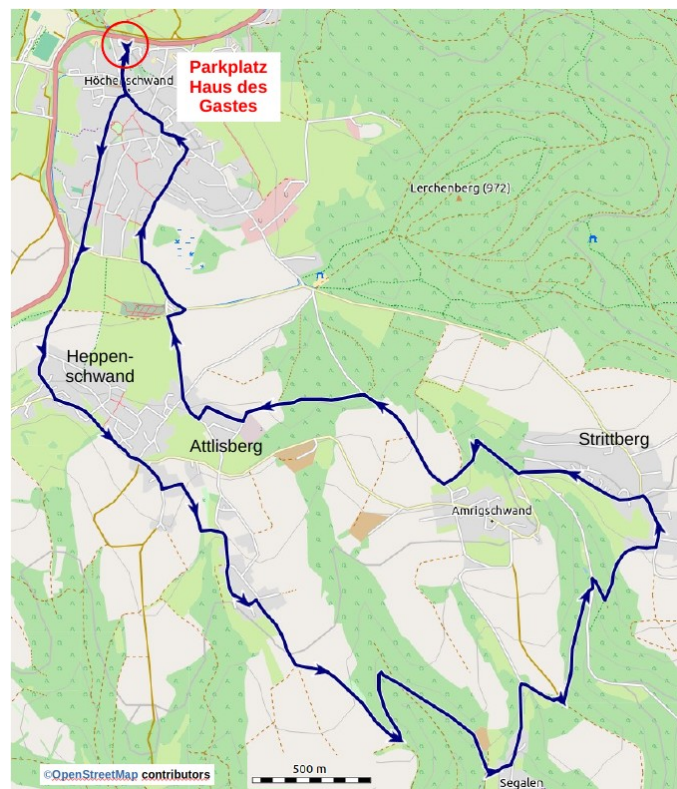 Höchenschwand
Parkplatz
Haus des
Gastes
Lerchenberg (972)
Heppen-
schwand
Attlisberg
Strittberg
Amrigschwand
500 m
©OpenStreetMap contributors
Segalen